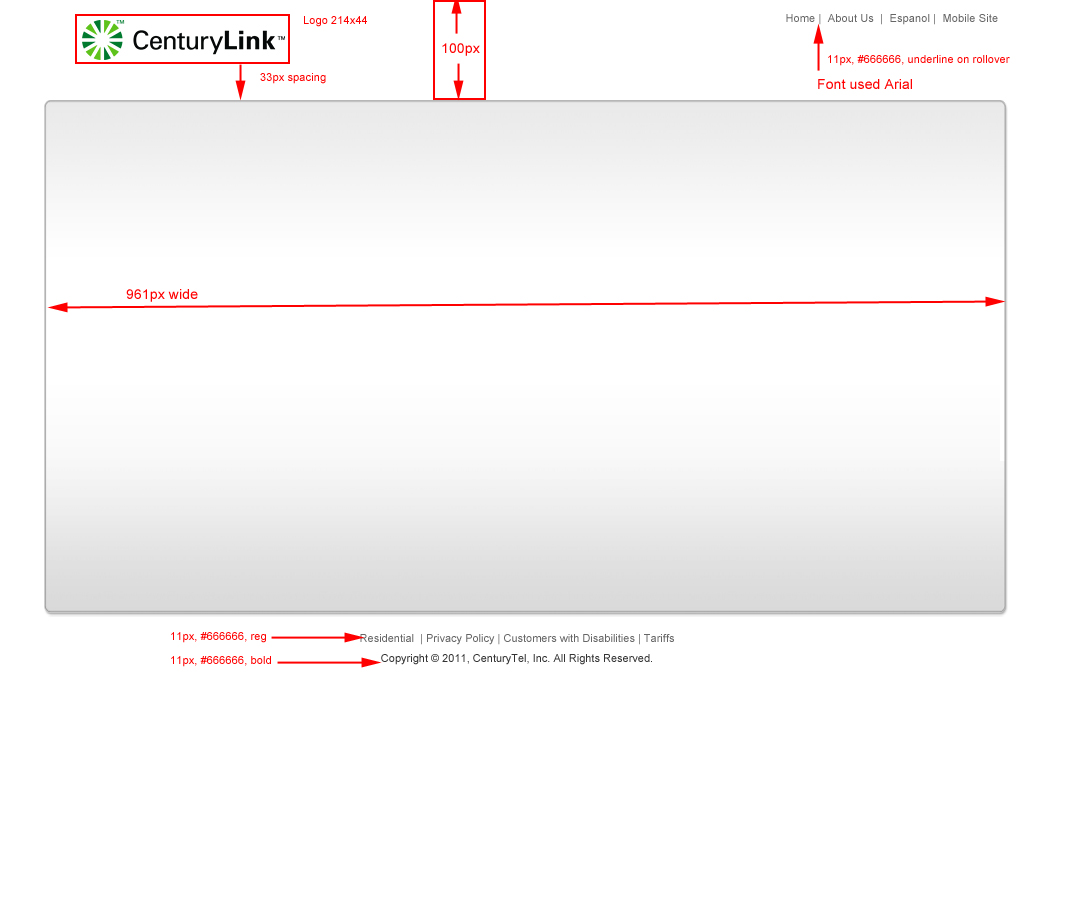 CenturyLink™
Logo 214x44
100px
Home | About Us | Espanol | Mobile Site
11px, #666666, underline on rollover
33px spacing
Font used Arial
961px wide
11px, #666666, reg
Residential | Privacy Policy | Customers with Disabilities | Tariffs
11px, #666666, bold
Copyright © 2011, CenturyTel, Inc. All Rights Reserved.